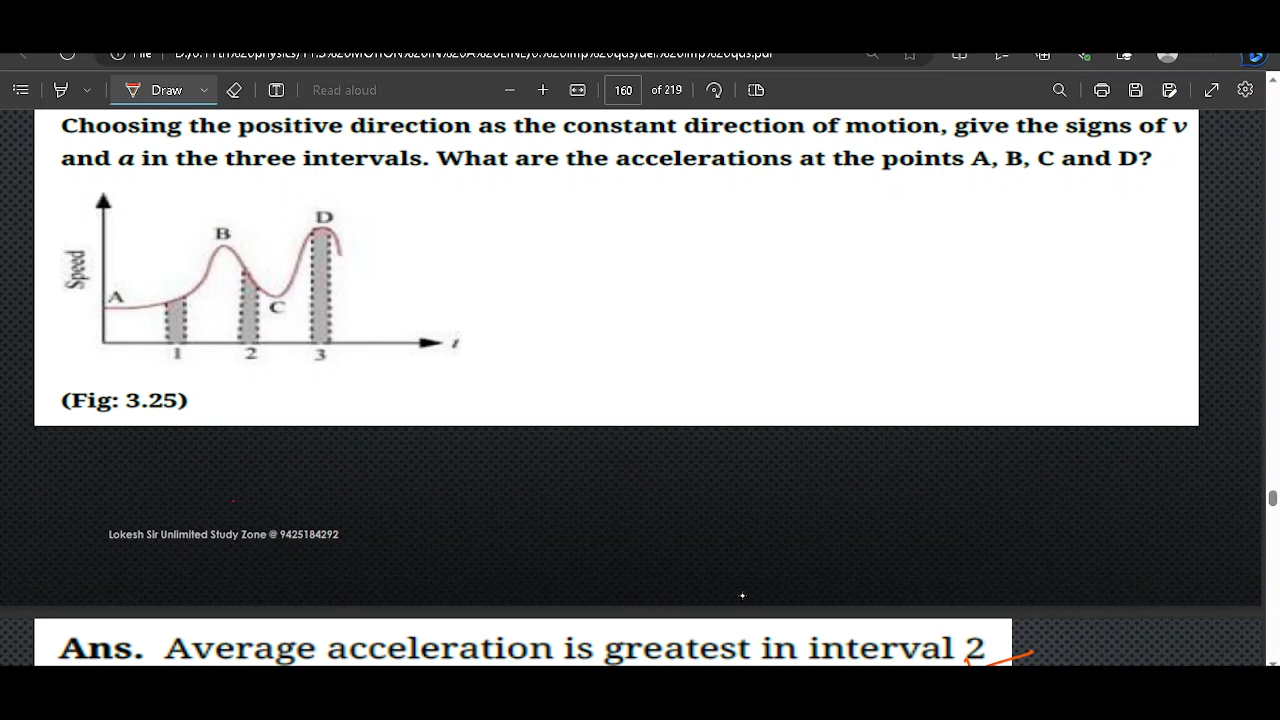 Draw
Read aloud
160 of 219
Choosing the positive direction as the constant direction of motion, give the signs of v
and a in the three intervals. What are the accelerations at the points A, B, C and D?
D
B
Speed
A
C
t
1 2 3
(Fig: 3.25)
Lokesh Sir Unlimited Study Zone @ 9425184292
Ans. Average acceleration is greatest in interval 2